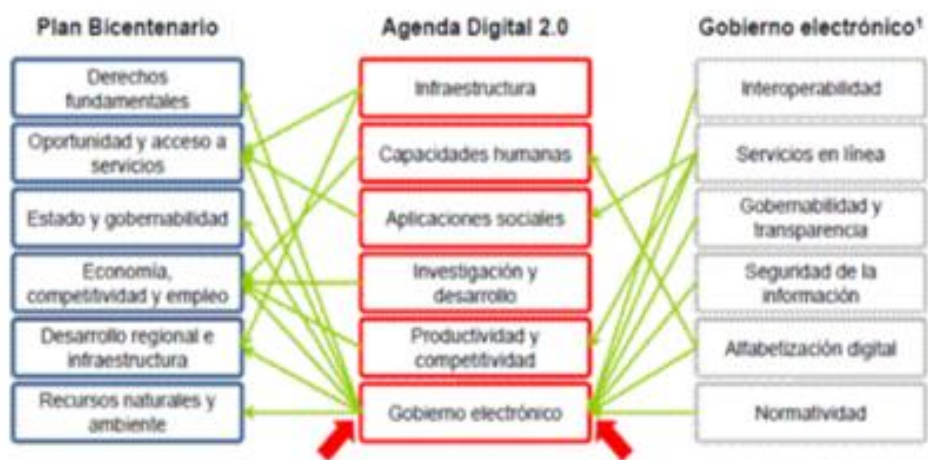 Plan Bicentenario
Derechos
fundamentales
Oportunidad y acceso a
servicios
Estado y gobernabilidad
Economía,
competitividad y empleo
Desarrollo regional e
infraestructura
Recursos naturales y
ambiente
Agenda Digital 2.0
Infraestructura
Capacidades humanas
Aplicaciones sociales
Investigación y
desarrollo
Productividad y
competitividad
Gobierno electrónico
Gobierno electrónico¹
Interoperabilidad
Servicios en línea
Gobernabilidad y
transparencia
Seguridad de la
información
Alfabetización digital
Normatividad